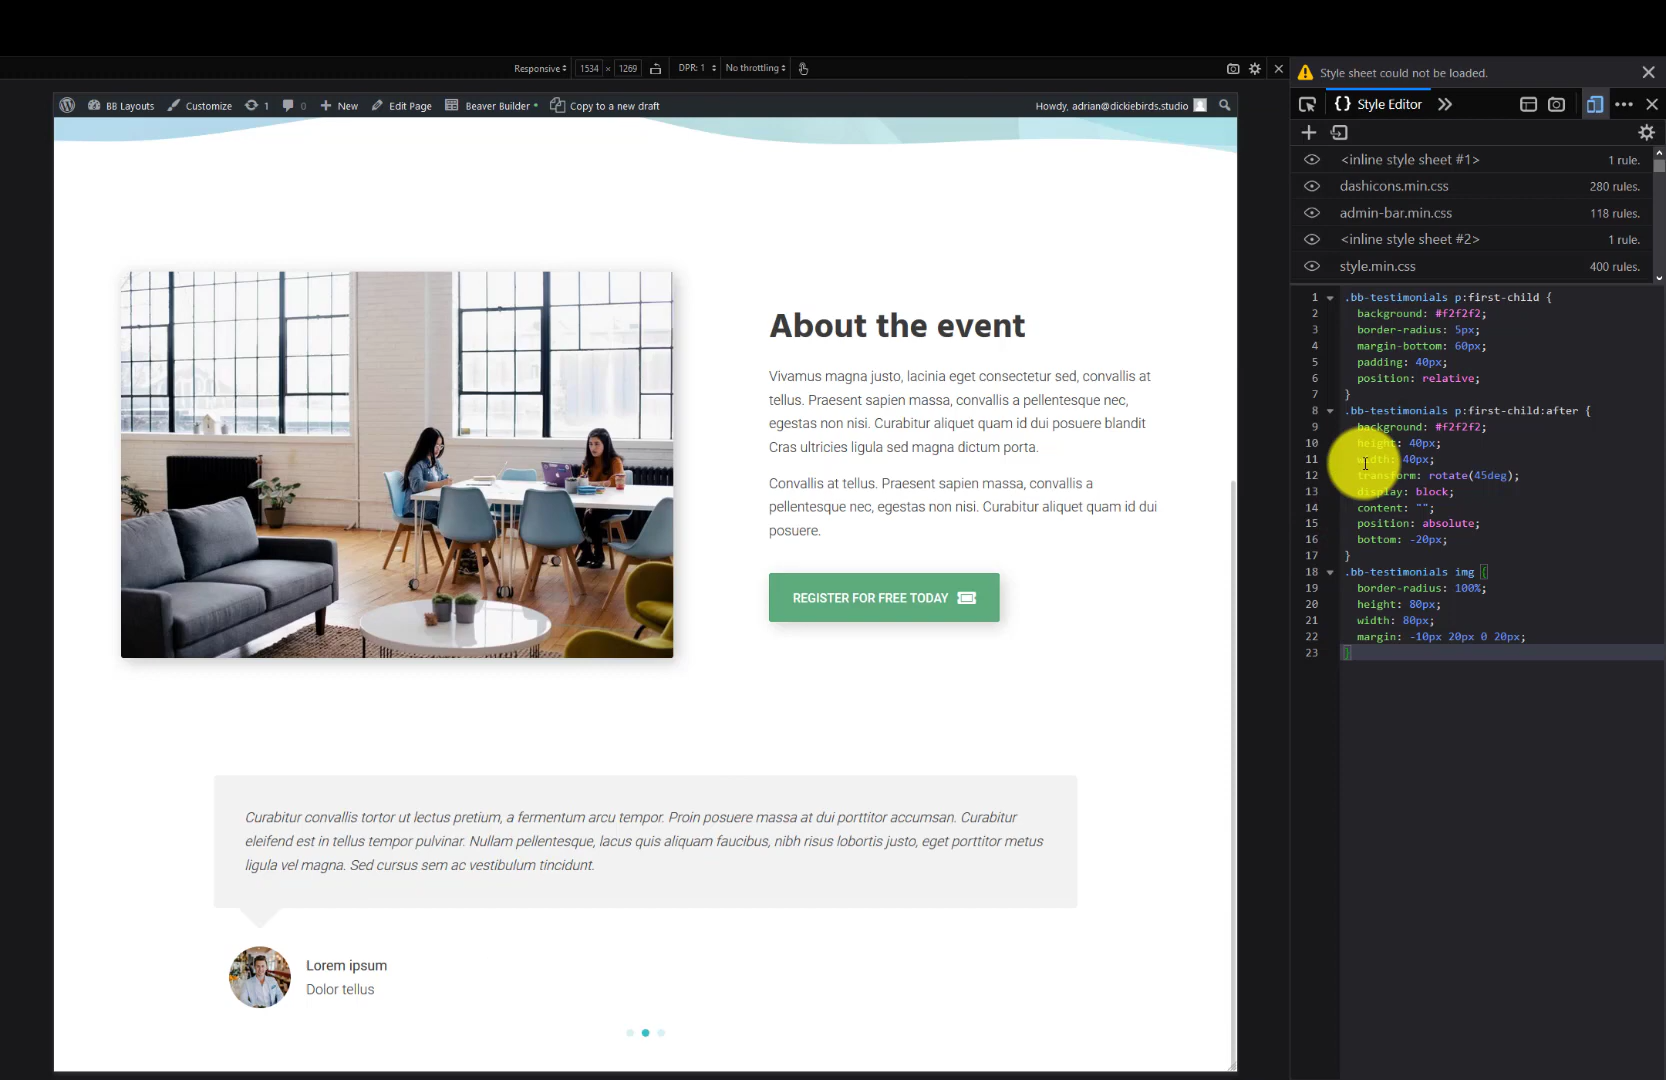 Responsive 1534 × 1269 DPR: 1 No throttling
Style sheet could not be loaded.
BB Layouts Customize 1 0 New Edit Page Beaver Builder Copy to a new draft Howdy, adrian@dickiebirds.studio
{ } Style Editor
<inline style sheet #1> 1 rule.
dashicons.min.css 280 rules.
admin-bar.min.css 118 rules.
<inline style sheet #2> 1 rule.
style.min.css 400 rules.
About the event
Vivamus magna justo, lacinia eget consectetur sed, convallis at
tellus. Praesent sapien massa, convallis a pellentesque nec,
egestas non nisi. Curabitur aliquet quam id dui posuere blandit
Cras ultricies ligula sed magna dictum porta.
Convallis at tellus. Praesent sapien massa, convallis a
pellentesque nec, egestas non nisi. Curabitur aliquet quam id dui
posuere.
REGISTER FOR FREE TODAY
Curabitur convallis tortor ut lectus pretium, a fermentum arcu tempor. Proin posuere massa at dui porttitor accumsan. Curabitur
eleifend est in tellus tempor pulvinar. Nullam pellentesque, lacus quis aliquam faucibus, nibh risus lobortis justo, eget porttitor metus
ligula vel magna. Sed cursus sem ac vestibulum tincidunt.
Lorem ipsum
Dolor tellus
1 .bb-testimonials p:first-child {
2 background: #f2f2f2;
3 border-radius: 5px;
4 margin-bottom: 60px;
5 padding: 40px;
6 position: relative;
7 }
8 .bb-testimonials p:first-child:after {
9 background: #f2f2f2;
10 height: 40px;
11 width: 40px;
12 transform: rotate(45deg);
13 display: block;
14 content: "";
15 position: absolute;
16 bottom: -20px;
17 }
18 .bb-testimonials img {
19 border-radius: 100%;
20 height: 80px;
21 width: 80px;
22 margin: -10px 20px 0 20px;
23 }